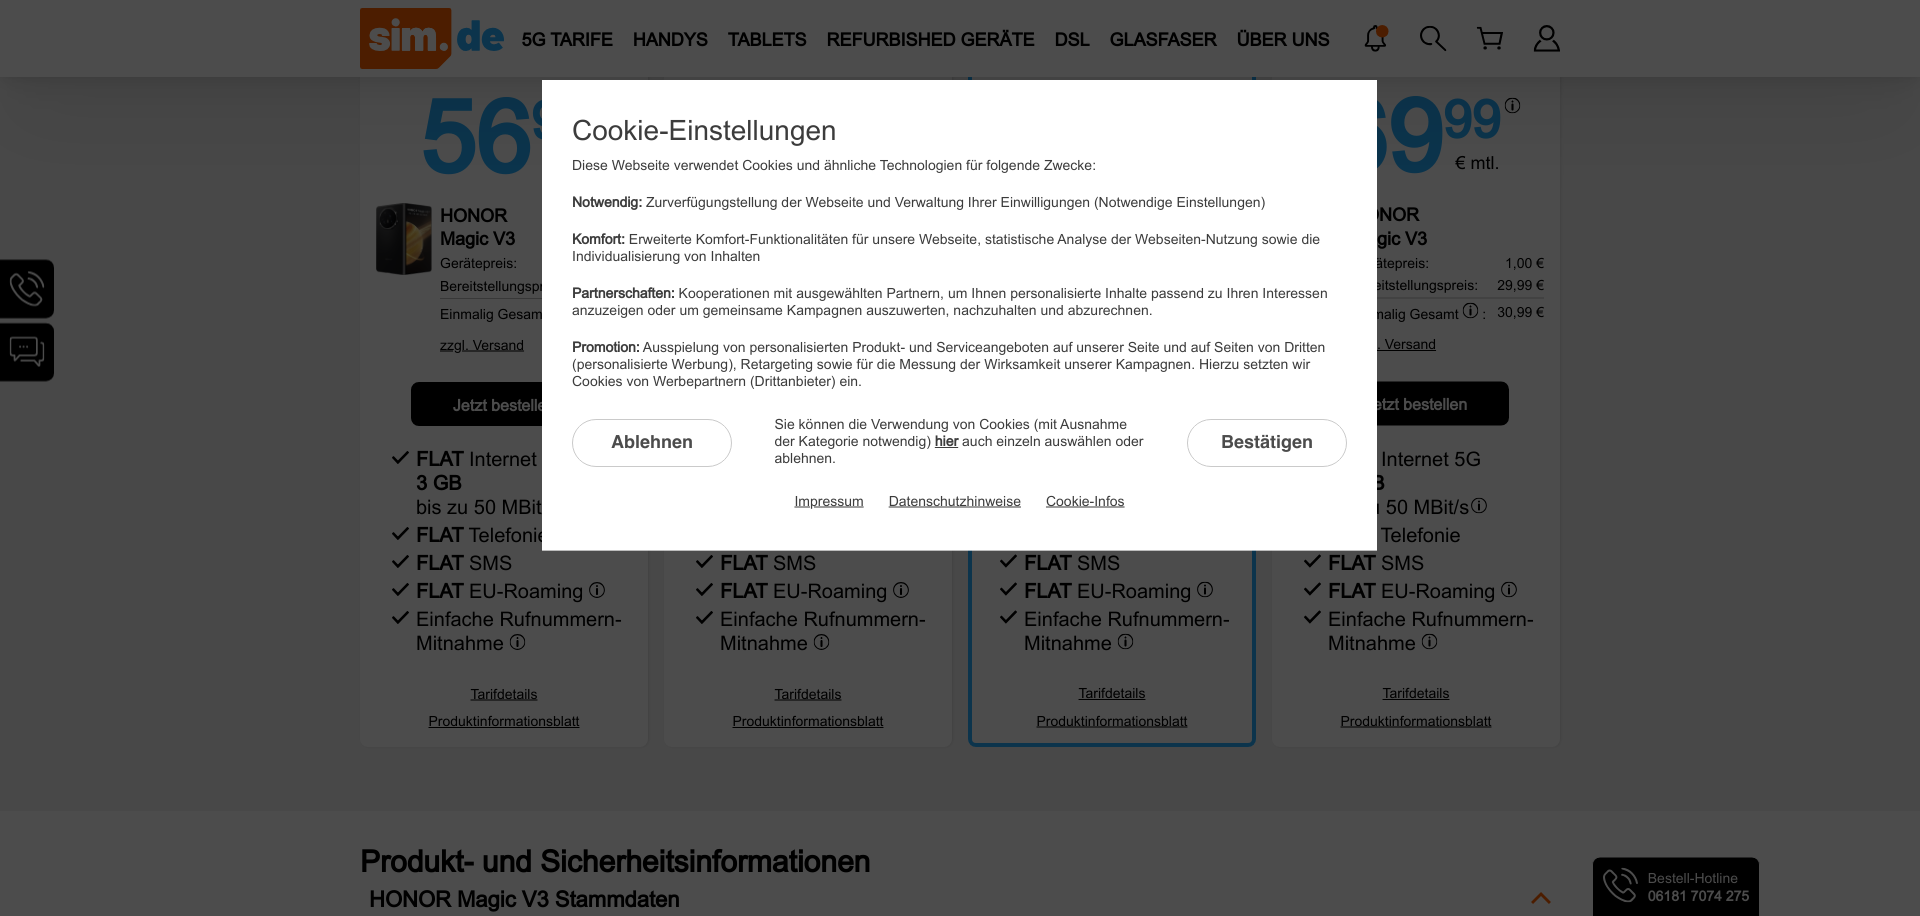 sim.de
5G TARIFE HANDYS TABLETS REFURBISHED GERÄTE DSL GLASFASER ÜBER UNS
56
69 99
€ mtl.
HONOR
Magic V3
Gerätepreis:
Einmalig Gesam
zzgl. Versand
Jetzt bestelle
FLAT Internet
3 GB
bis zu 50 MBit
FLAT Telefonie
FLAT SMS
FLAT EU-Roaming
Einfache Rufnummern-
Mitnahme
Tarifdetails
Produktinformationsblatt
Cookie-Einstellungen
Diese Webseite verwendet Cookies und ähnliche Technologien für folgende Zwecke:
Notwendig: Zurverfügungstellung der Webseite und Verwaltung Ihrer Einwilligungen (Notwendige Einstellungen)
Komfort: Erweiterte Komfort-Funktionalitäten für unsere Webseite, statistische Analyse der Webseiten-Nutzung sowie die
Individualisierung von Inhalten
Partnerschaften: Kooperationen mit ausgewählten Partnern, um Ihnen personalisierte Inhalte passend zu Ihren Interessen
anzuzeigen oder um gemeinsame Kampagnen auszuwerten, nachzuhalten und abzurechnen.
Promotion: Ausspielung von personalisierten Produkt- und Serviceangeboten auf unserer Seite und auf Seiten von Dritten
(personalisierte Werbung), Retargeting sowie für die Messung der Wirksamkeit unserer Kampagnen. Hierzu setzten wir
Cookies von Werbepartnern (Drittanbieter) ein.
Ablehnen
Sie können die Verwendung von Cookies (mit Ausnahme
der Kategorie notwendig) hier auch einzeln auswählen oder
ablehnen.
Bestätigen
Impressum Datenschutzhinweise Cookie-Infos
FLAT SMS
FLAT EU-Roaming
Einfache Rufnummern-
Mitnahme
Tarifdetails
Produktinformationsblatt
FLAT SMS
FLAT EU-Roaming
Einfache Rufnummern-
Mitnahme
Tarifdetails
Produktinformationsblatt
NOR
gic V3
ätepreis: 1,00 €
eitstellungspreis: 29,99 €
malig Gesamt : 30,99 €
. Versand
etzt bestellen
Internet 5G
50 MBit/s
Telefonie
FLAT SMS
FLAT EU-Roaming
Einfache Rufnummern-
Mitnahme
Tarifdetails
Produktinformationsblatt
Produkt- und Sicherheitsinformationen
HONOR Magic V3 Stammdaten
Bestell-Hotline
06181 7074 275